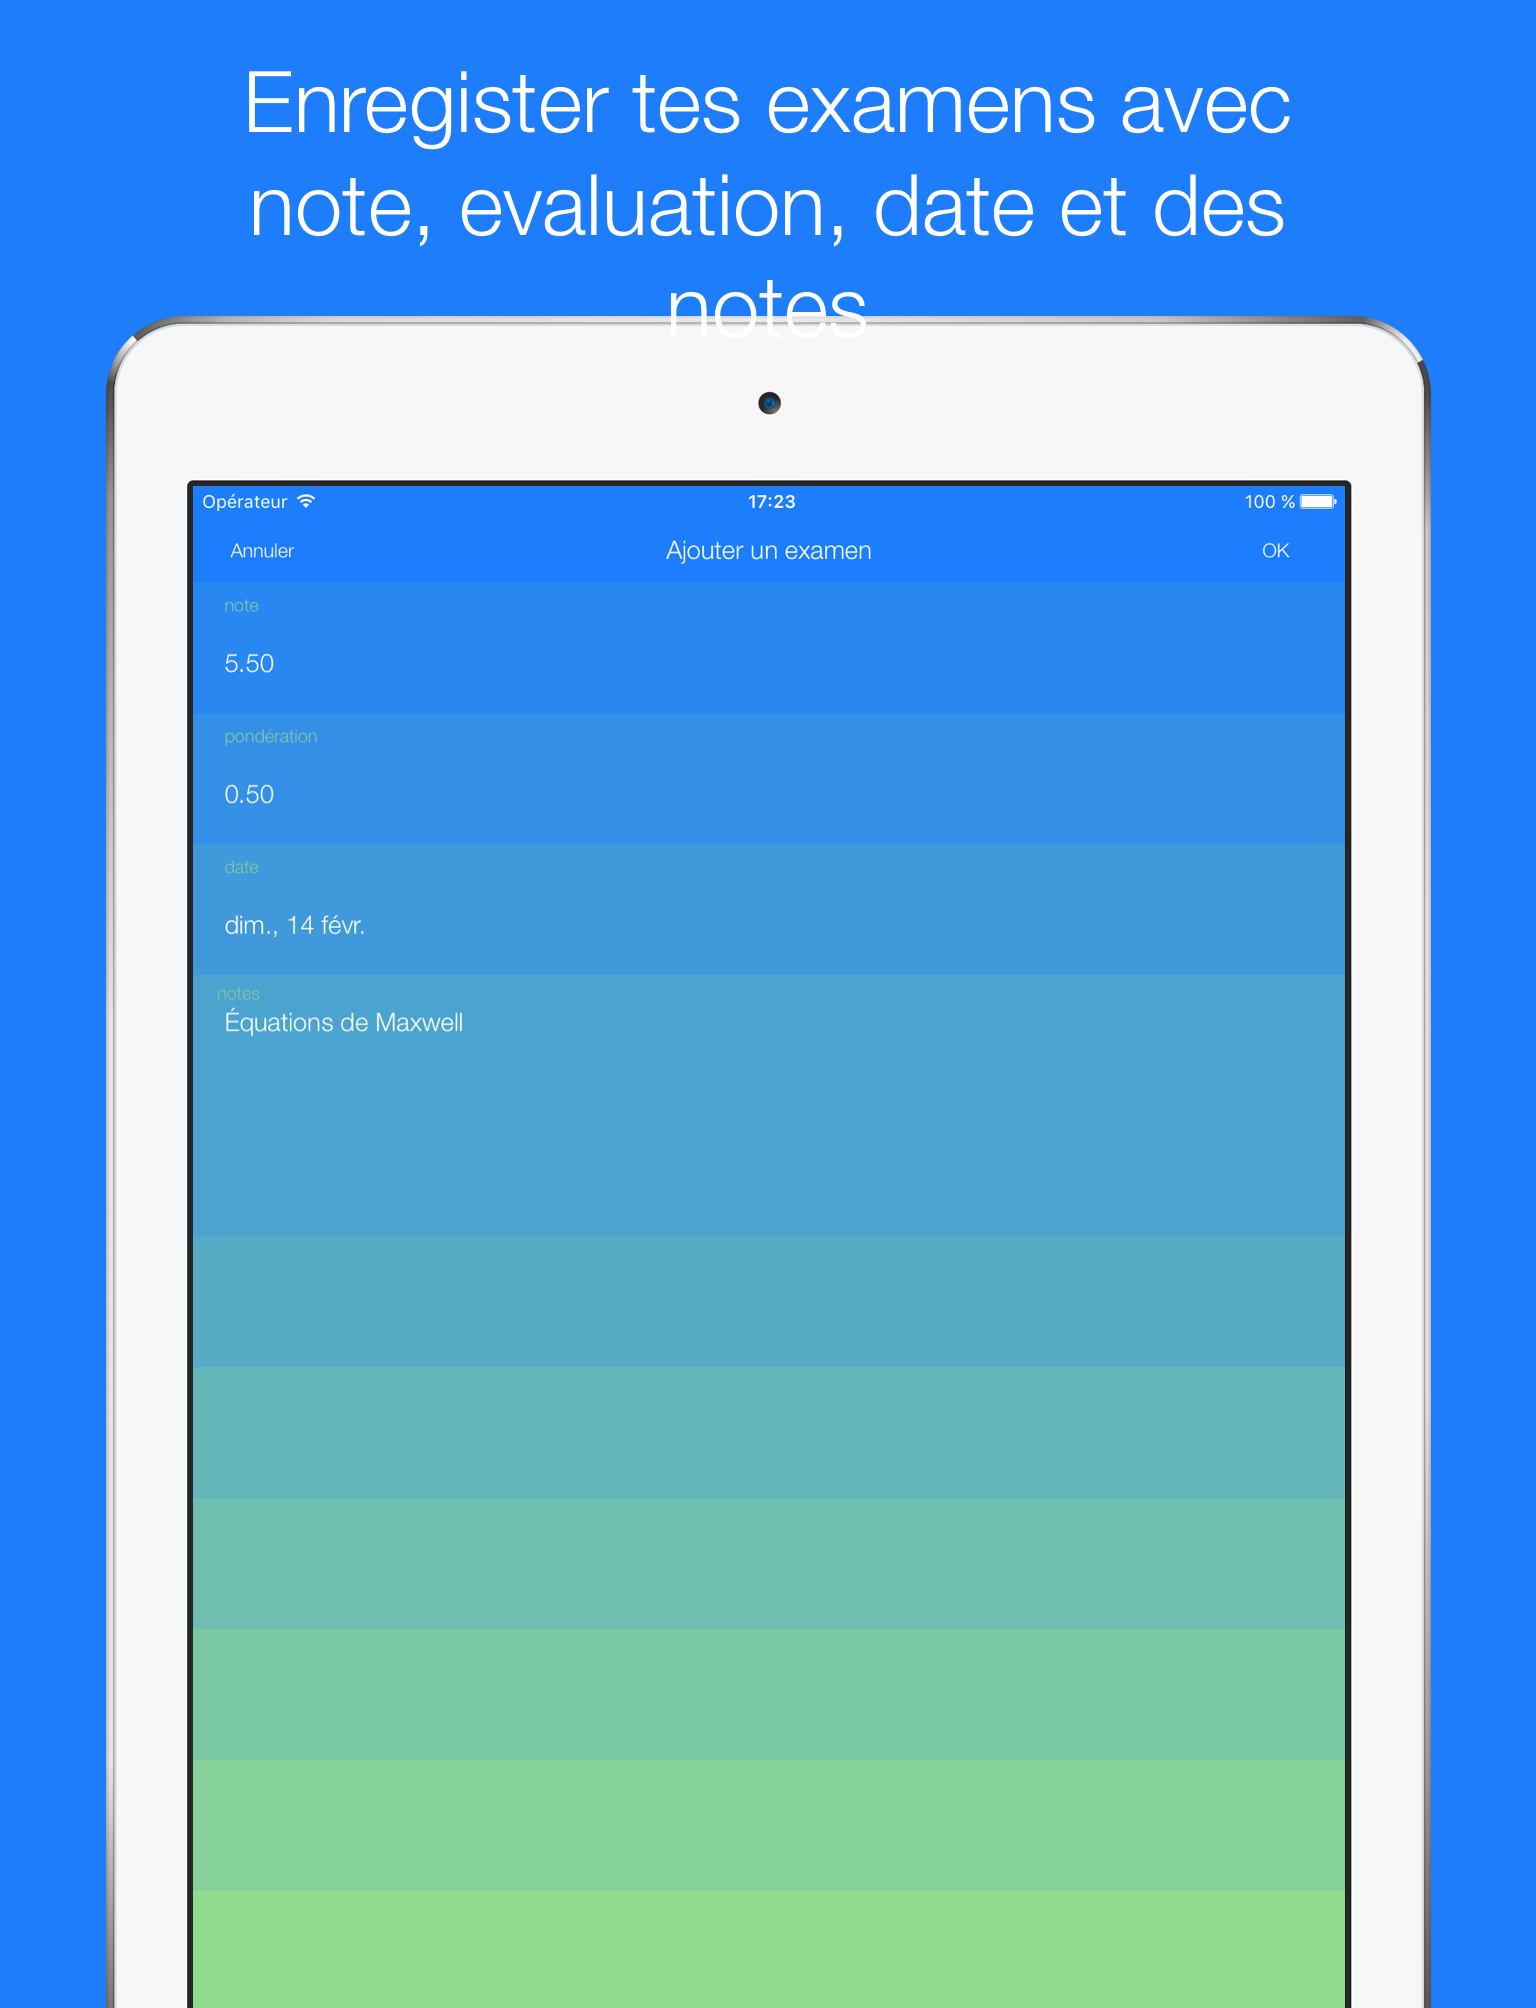 Enregister tes examens avec
note, evaluation, date et des
notes
Opérateur 17:23 100 %
Annuler Ajouter un examen OK
note
5.50
pondération
0.50
date
dim., 14 févr.
notes
Équations de Maxwell